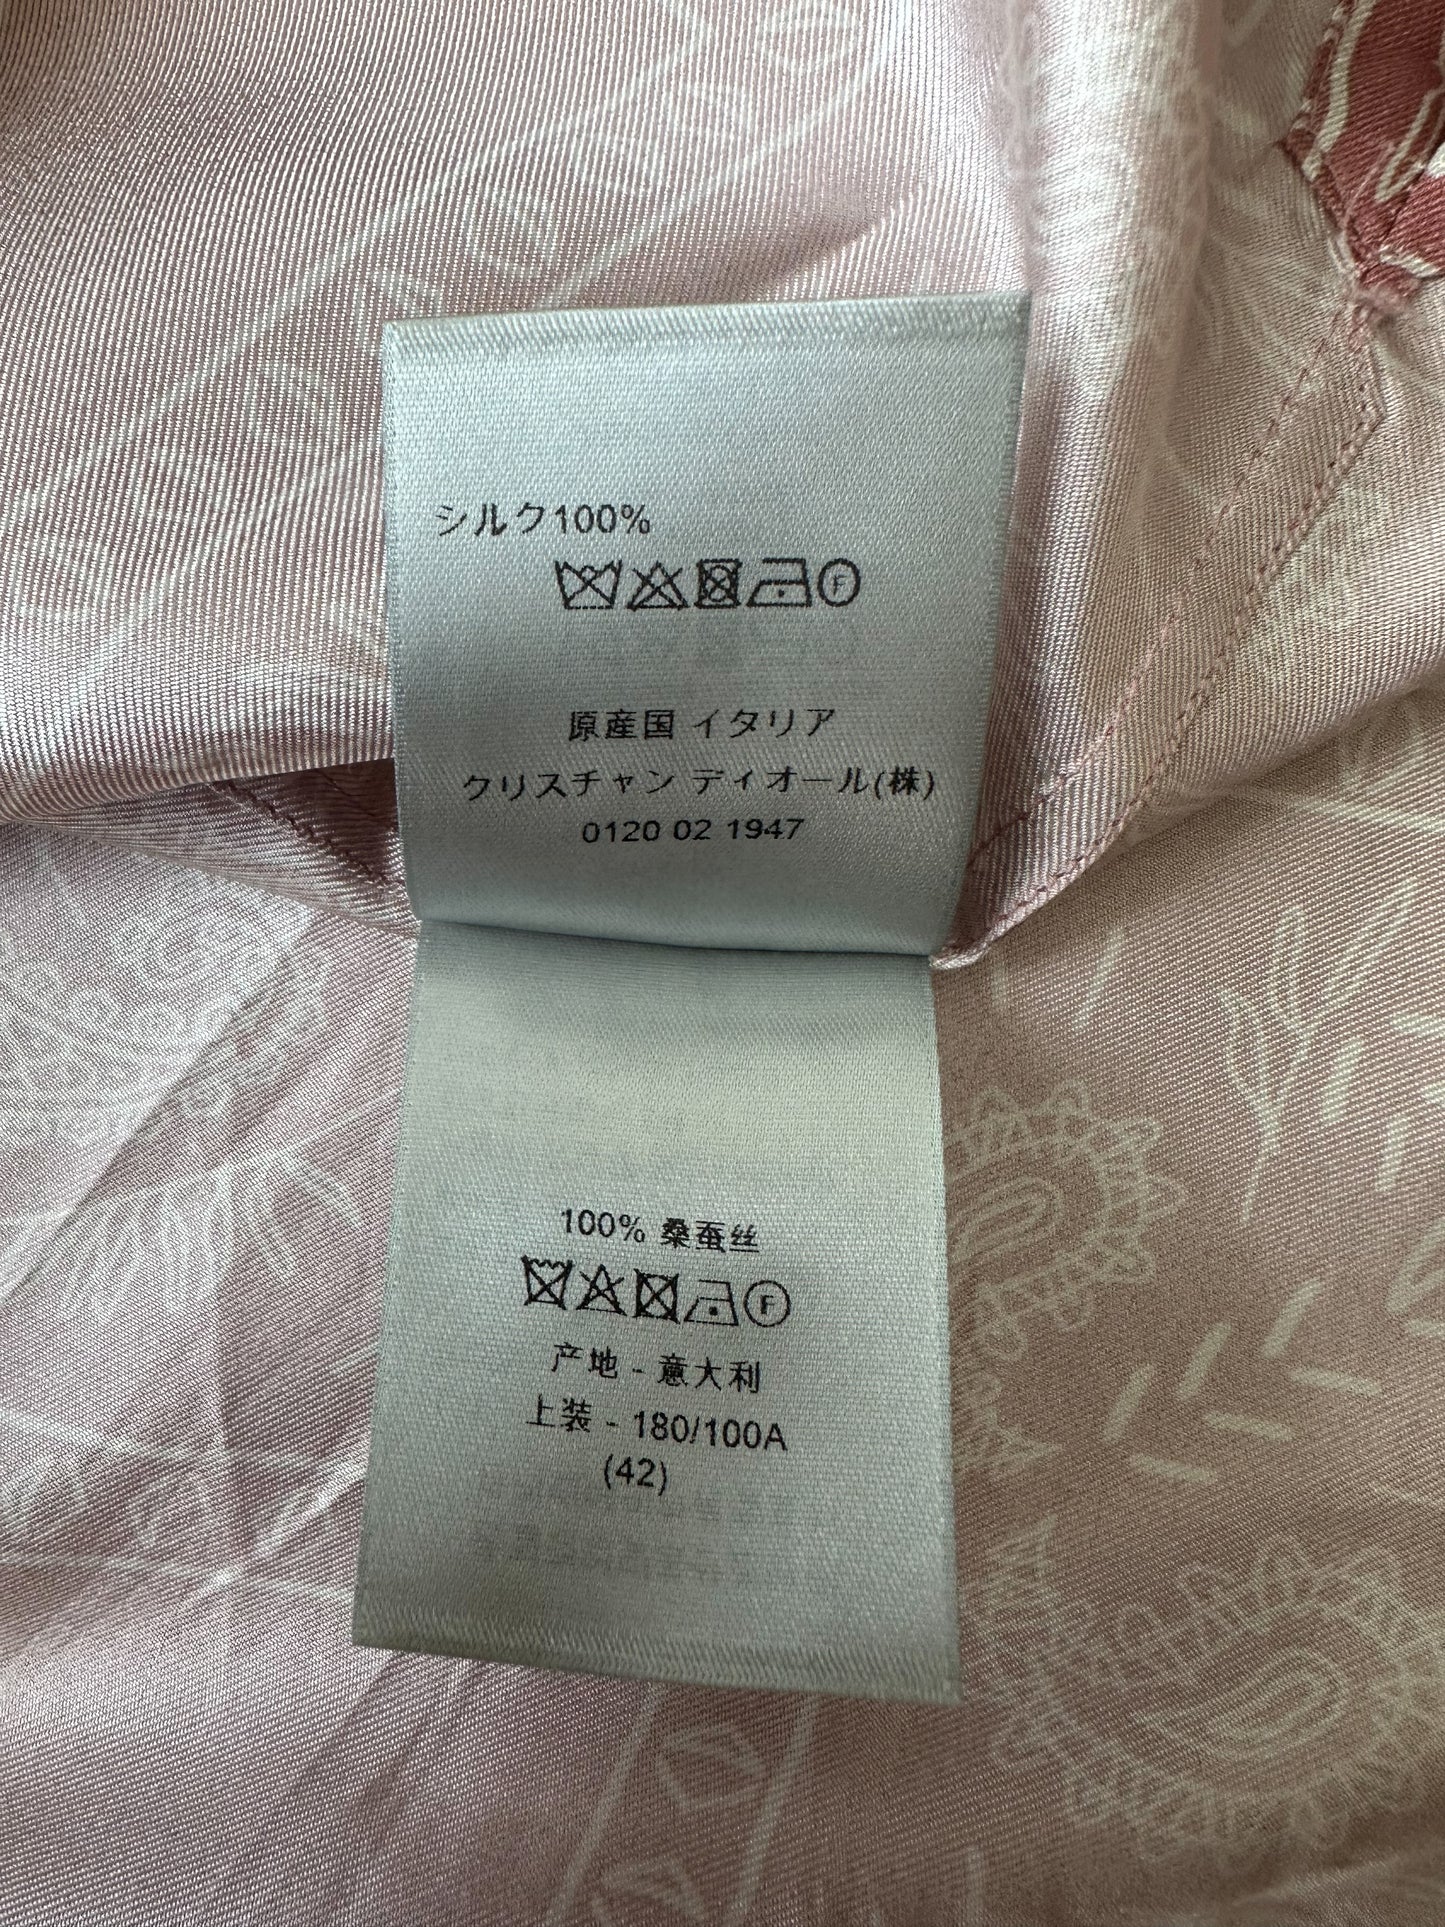 シルク100%
F
原産国 イタリア
クリスチャン ディオール(株)
0120 02 1947
100% 桑蚕丝
F
产地 - 意大利
上装 - 180/100A
(42)